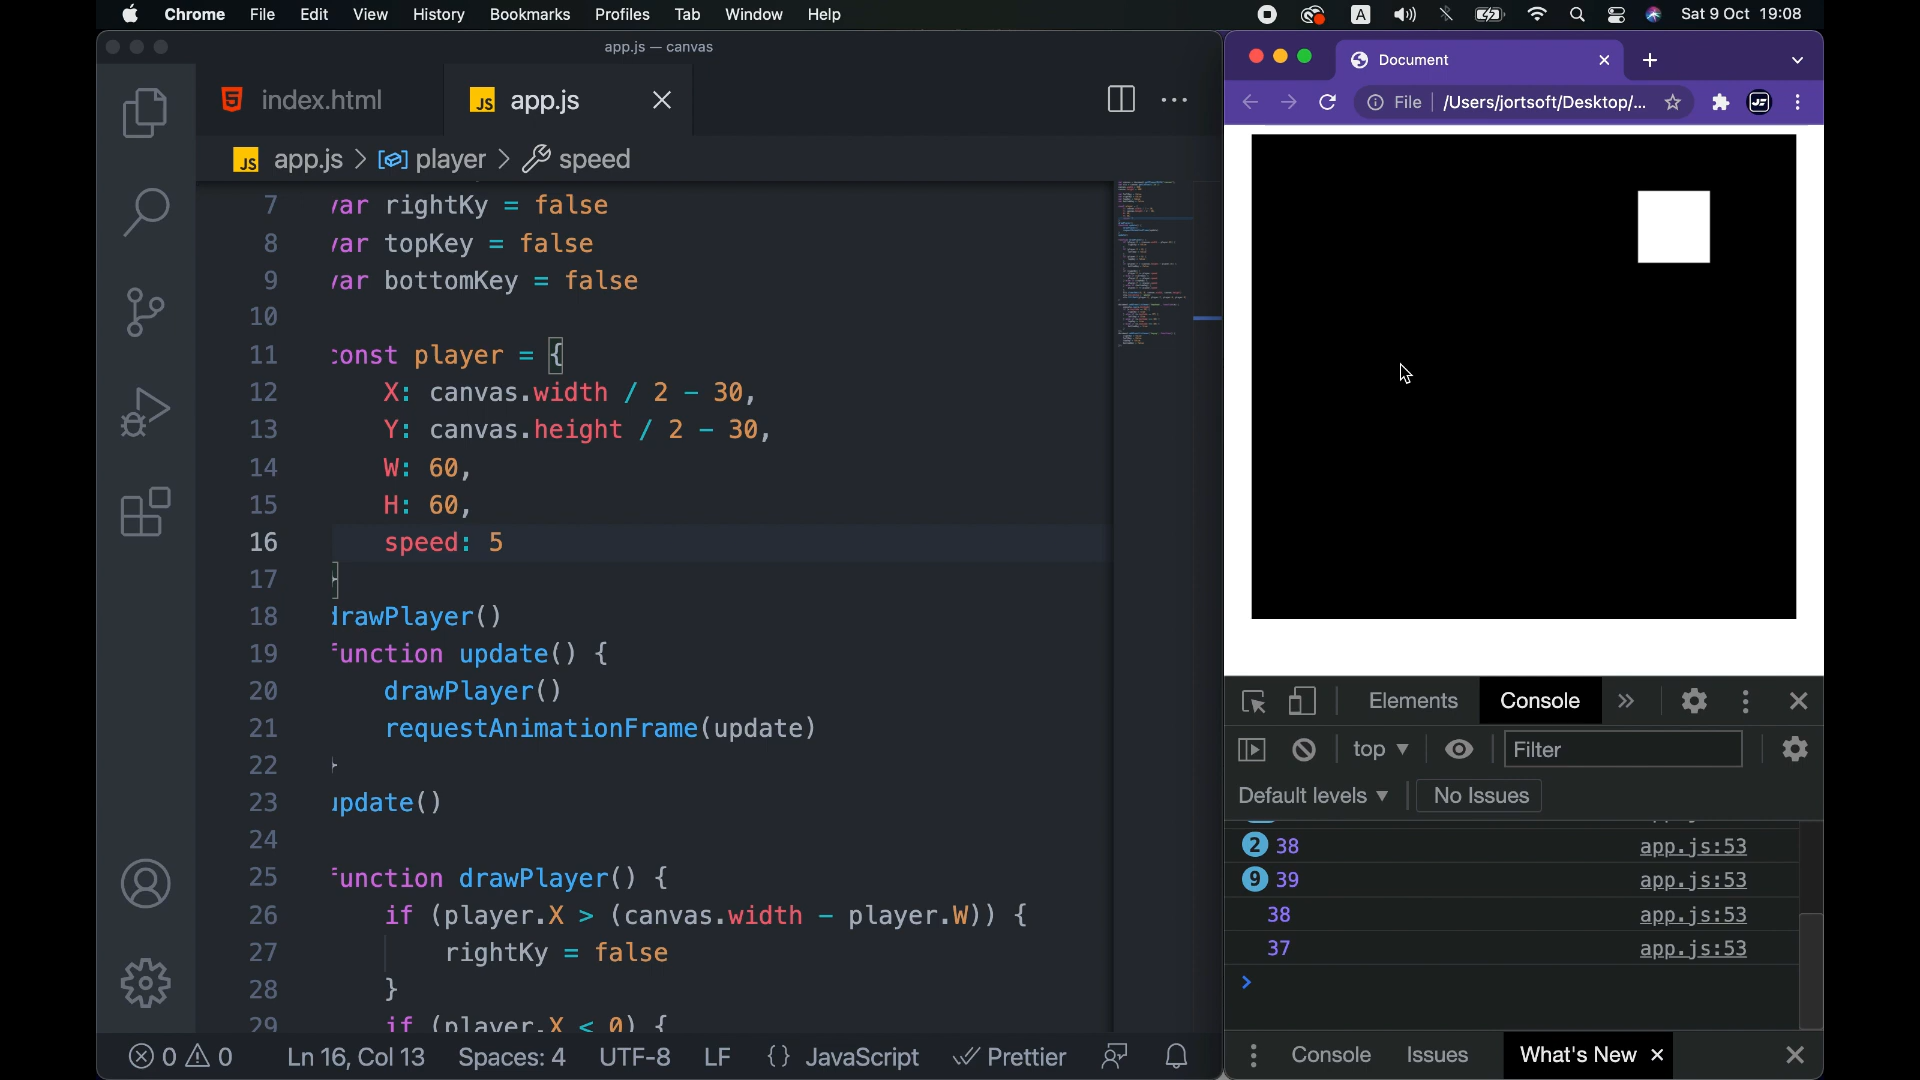 Chrome File Edit View History Bookmarks Profiles Tab Window Help
A Sat 9 Oct 19:08
app.js — canvas
index.html
JS app.js
JS app.js > player > speed
7 var rightKy = false
8 var topKey = false
9 var bottomKey = false
10
11 const player = {
12 X: canvas.width / 2 - 30,
13 Y: canvas.height / 2 - 30,
14 W: 60,
15 H: 60,
16 speed: 5
17 }
18 drawPlayer()
19 function update() {
20 drawPlayer()
21 requestAnimationFrame(update)
22 }
23 update()
24
25 function drawPlayer() {
26 if (player.X > (canvas.width - player.W)) {
27 rightKy = false
28 }
29 if (player.X < 0) {
0 0 Ln 16, Col 13 Spaces: 4 UTF-8 LF {} JavaScript Prettier
Document
File /Users/jortsoft/Desktop/...
Elements Console »
top Filter
Default levels No Issues
2 38 app.js:53
9 39 app.js:53
38 app.js:53
37 app.js:53
Console Issues What's New